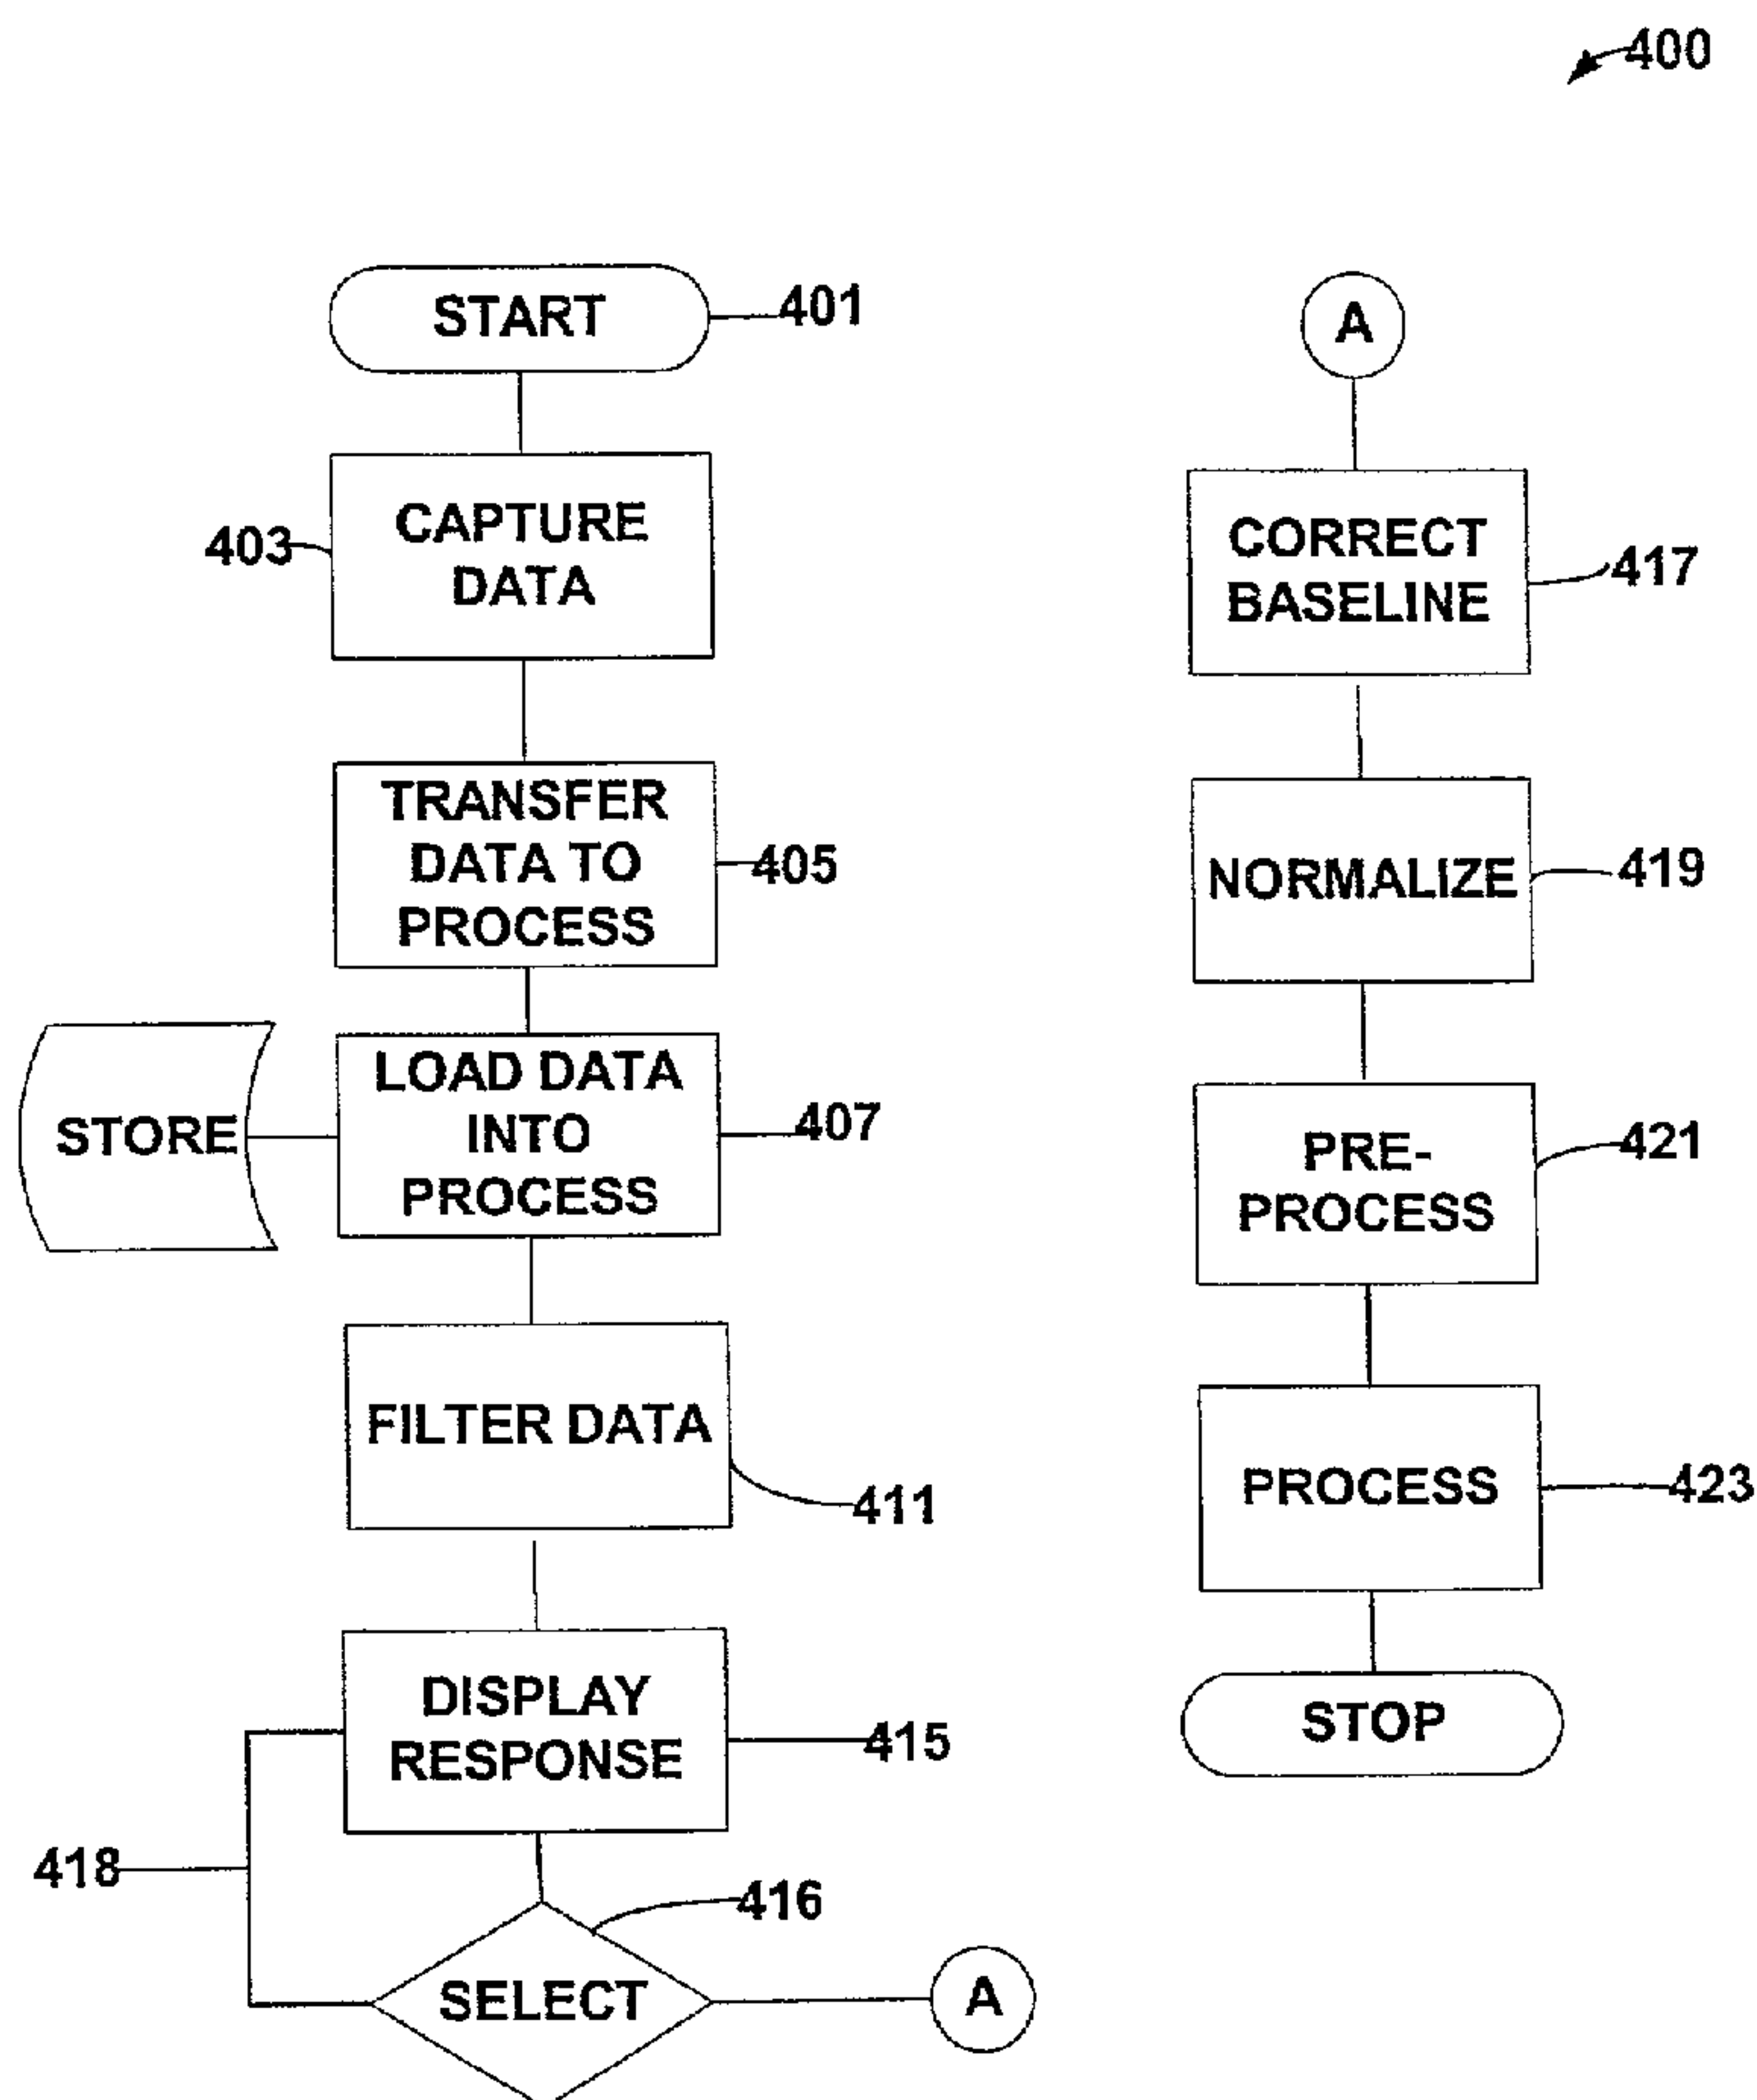 400
START
401
CAPTURE
DATA
403
TRANSFER
DATA TO
PROCESS
405
STORE
LOAD DATA
INTO
PROCESS
407
FILTER DATA
411
DISPLAY
RESPONSE
415
418
416
SELECT
A
A
CORRECT
BASELINE
417
NORMALIZE
419
PRE-
PROCESS
421
PROCESS
423
STOP